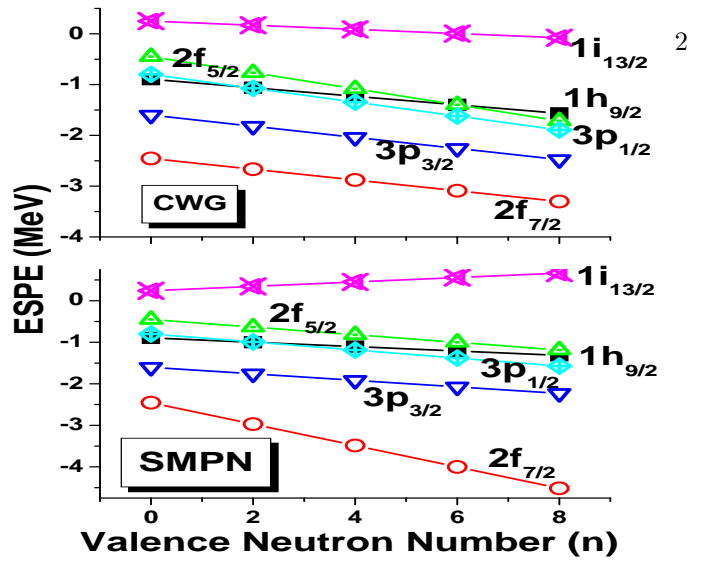 2
ESPE (MeV)
0
-1
-2
-3
-4
1i13/2
2f5/2
1h9/2
3p1/2
3p3/2
2f7/2
CWG
0
-1
-2
-3
-4
1i13/2
2f5/2
1h9/2
3p1/2
3p3/2
2f7/2
SMPN
0 2 4 6 8
Valence Neutron Number (n)